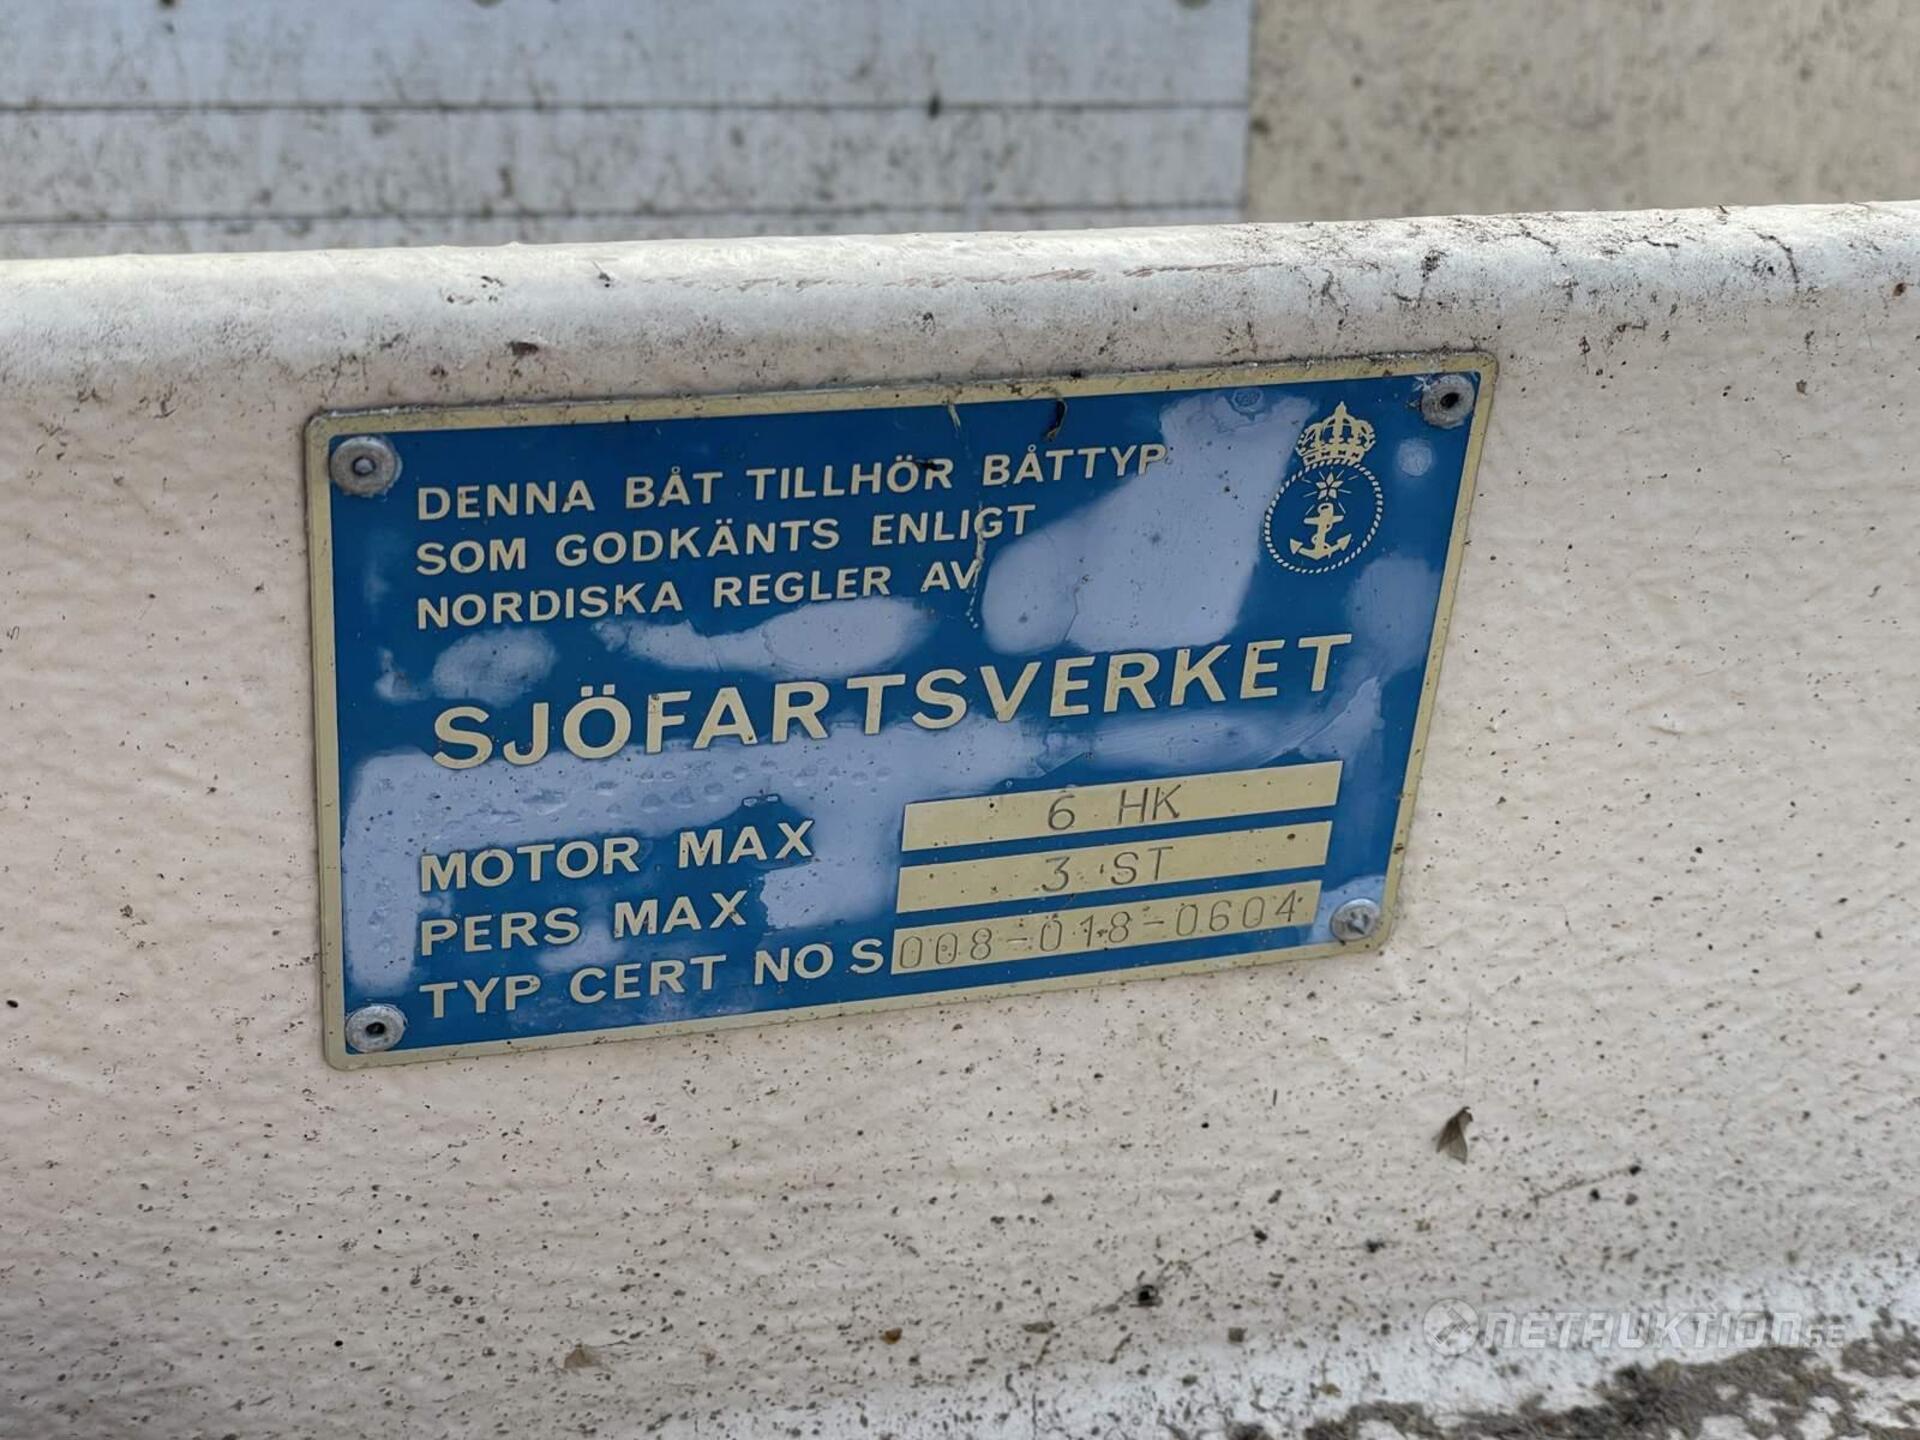 DENNA BÅT TILLHÖR BÅTTYP
SOM GODKÄNTS ENLIGT
NORDISKA REGLER AV
SJÖFARTSVERKET
MOTOR MAX 6 HK
PERS MAX 3 ST
TYP CERT NO S 008-018-0604
NETAUKTION.SE